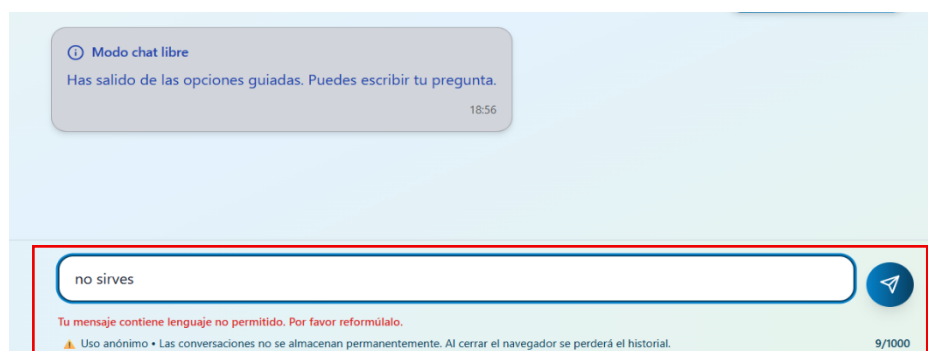 Modo chat libre
Has salido de las opciones guiadas. Puedes escribir tu pregunta.
18:56
no sirves
Tu mensaje contiene lenguaje no permitido. Por favor reformúlalo.
Uso anónimo • Las conversaciones no se almacenan permanentemente. Al cerrar el navegador se perderá el historial. 9/1000